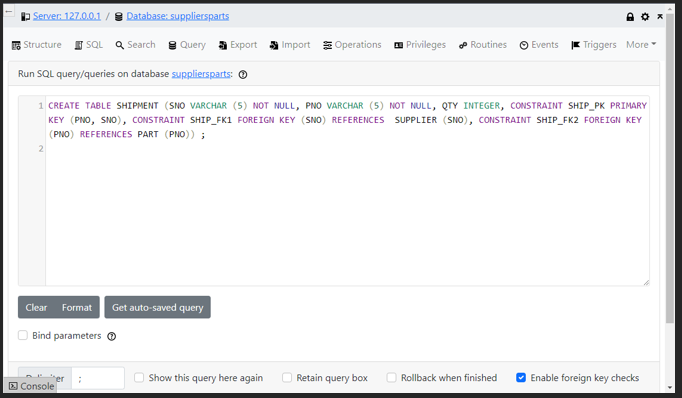 Server: 127.0.0.1 / Database: suppliersparts
Structure SQL Search Query Export Import Operations Privileges Routines Events Triggers More
Run SQL query/queries on database suppliersparts:
1 CREATE TABLE SHIPMENT (SNO VARCHAR (5) NOT NULL, PNO VARCHAR (5) NOT NULL, QTY INTEGER, CONSTRAINT SHIP_PK PRIMARY
KEY (PNO, SNO), CONSTRAINT SHIP_FK1 FOREIGN KEY (SNO) REFERENCES  SUPPLIER (SNO), CONSTRAINT SHIP_FK2 FOREIGN KEY
(PNO) REFERENCES PART (PNO)) ;
2
Clear Format Get auto-saved query
Bind parameters
; Show this query here again Retain query box Rollback when finished Enable foreign key checks
Console